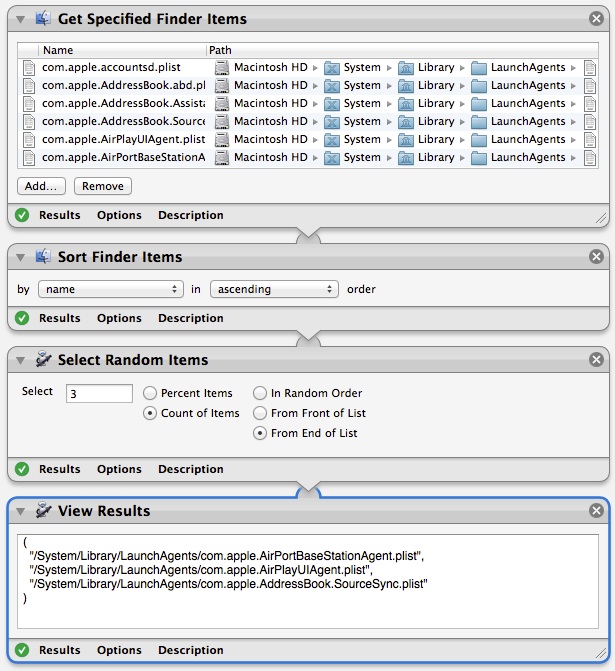 Get Specified Finder Items
Name Path
com.apple.accountsd.plist Macintosh HD System Library LaunchAgents
com.apple.AddressBook.abd.pl Macintosh HD System Library LaunchAgents
com.apple.AddressBook.Assista Macintosh HD System Library LaunchAgents
com.apple.AddressBook.Source Macintosh HD System Library LaunchAgents
com.apple.AirPlayUIAgent.plist Macintosh HD System Library LaunchAgents
com.apple.AirPortBaseStationA Macintosh HD System Library LaunchAgents
Add... Remove
Results Options Description
Sort Finder Items
by name in ascending order
Results Options Description
Select Random Items
Select 3 Percent Items In Random Order
Count of Items From Front of List
From End of List
Results Options Description
View Results
(
"/System/Library/LaunchAgents/com.apple.AirPortBaseStationAgent.plist",
"/System/Library/LaunchAgents/com.apple.AirPlayUIAgent.plist",
"/System/Library/LaunchAgents/com.apple.AddressBook.SourceSync.plist"
)
Results Options Description